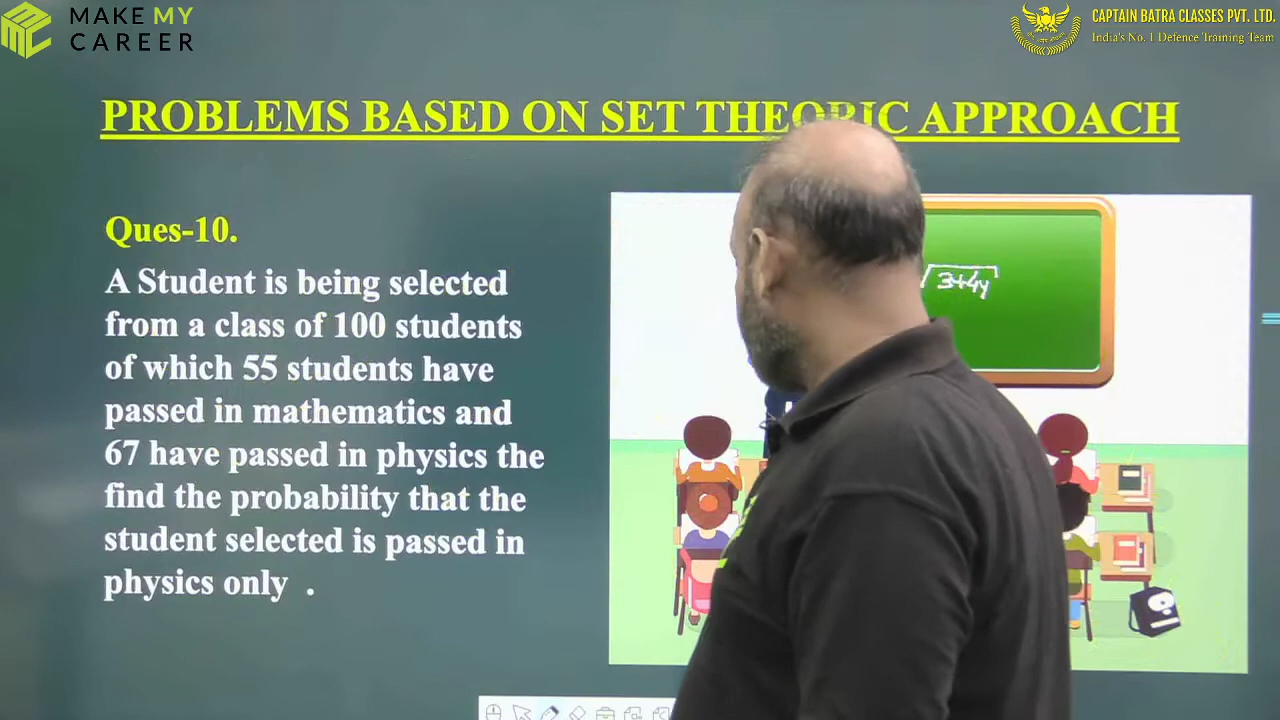 MAKE MY
CAREER
CAPTAIN BATRA CLASSES PVT. LTD.
India's No. 1 Defence Training Team
PROBLEMS BASED ON SET THEORIC APPROACH
Ques-10.
A Student is being selected
from a class of 100 students
of which 55 students have
passed in mathematics and
67 have passed in physics the
find the probability that the
student selected is passed in
physics only .
3+4y